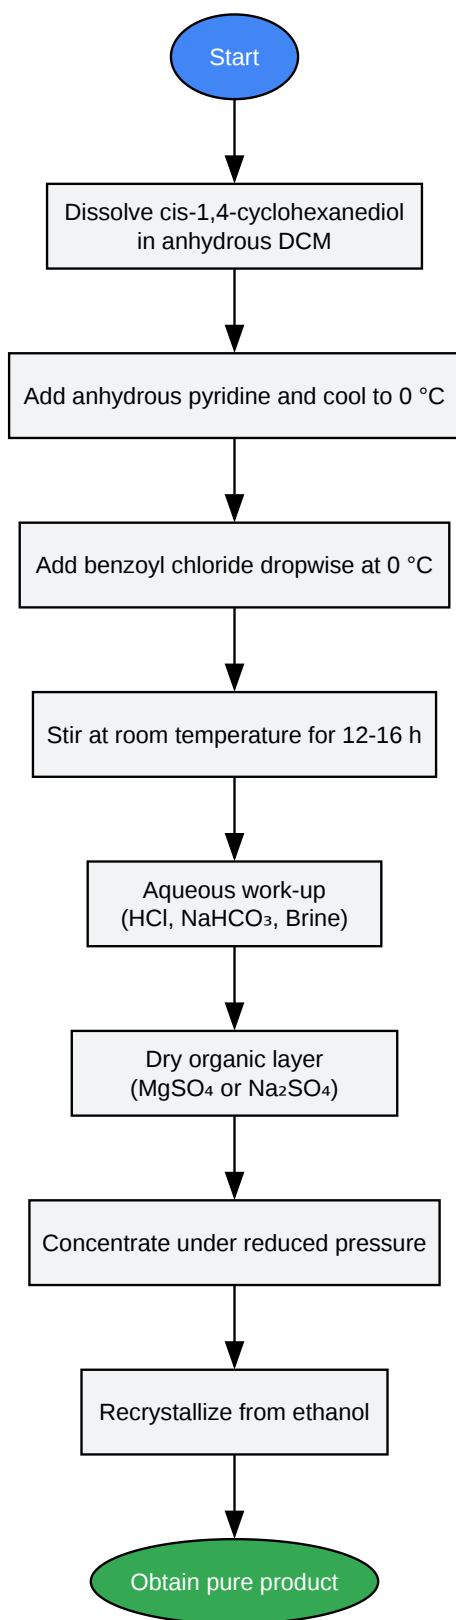 Start
Dissolve cis-1,4-cyclohexanediol
in anhydrous DCM
Add anhydrous pyridine and cool to 0 °C
Add benzoyl chloride dropwise at 0 °C
Stir at room temperature for 12-16 h
Aqueous work-up
(HCl, NaHCO₃, Brine)
Dry organic layer
(MgSO₄ or Na₂SO₄)
Concentrate under reduced pressure
Recrystallize from ethanol
Obtain pure product